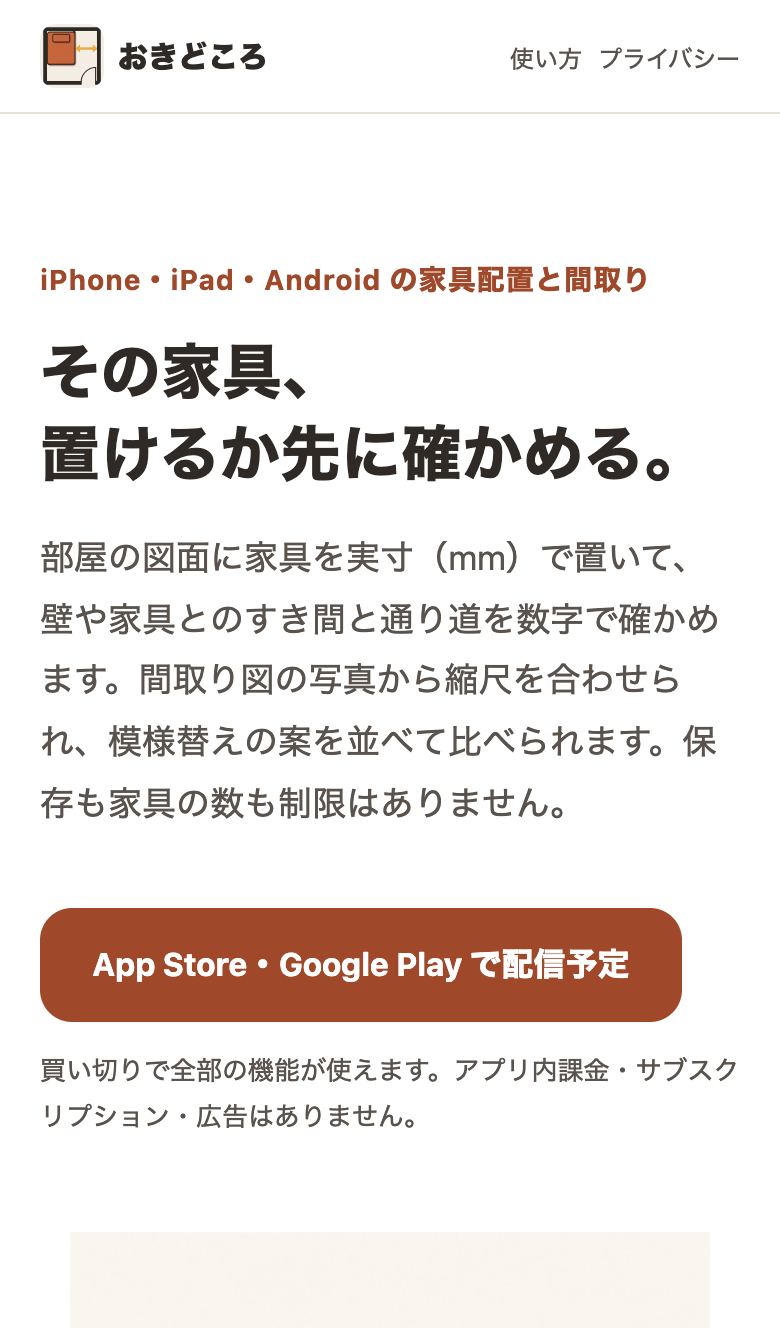 おきどころ
使い方 プライバシー
iPhone・iPad・Android の家具配置と間取り
その家具、
置けるか先に確かめる。
部屋の図面に家具を実寸（mm）で置いて、
壁や家具とのすき間と通り道を数字で確かめ
ます。間取り図の写真から縮尺を合わせら
れ、模様替えの案を並べて比べられます。保
存も家具の数も制限はありません。
App Store・Google Play で配信予定
買い切りで全部の機能が使えます。アプリ内課金・サブスク
リプション・広告はありません。